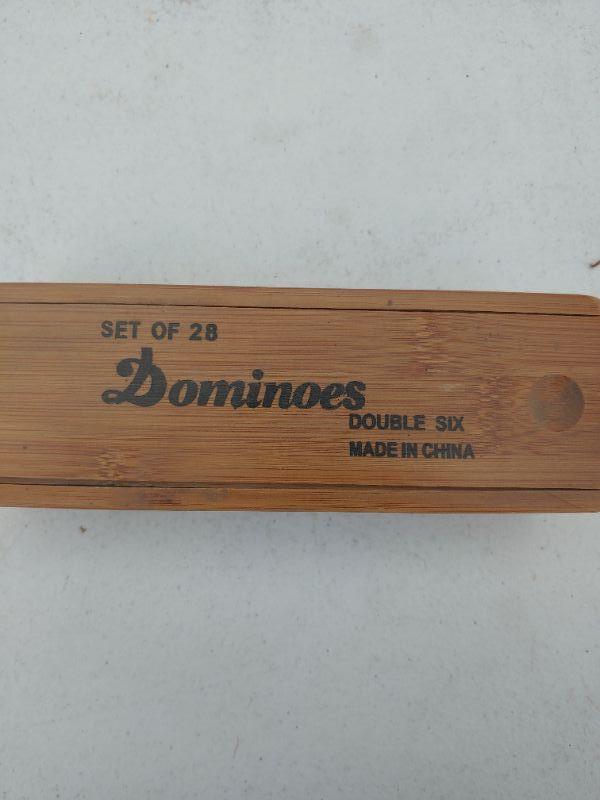 SET OF 28
Dominoes
DOUBLE SIX
MADE IN CHINA